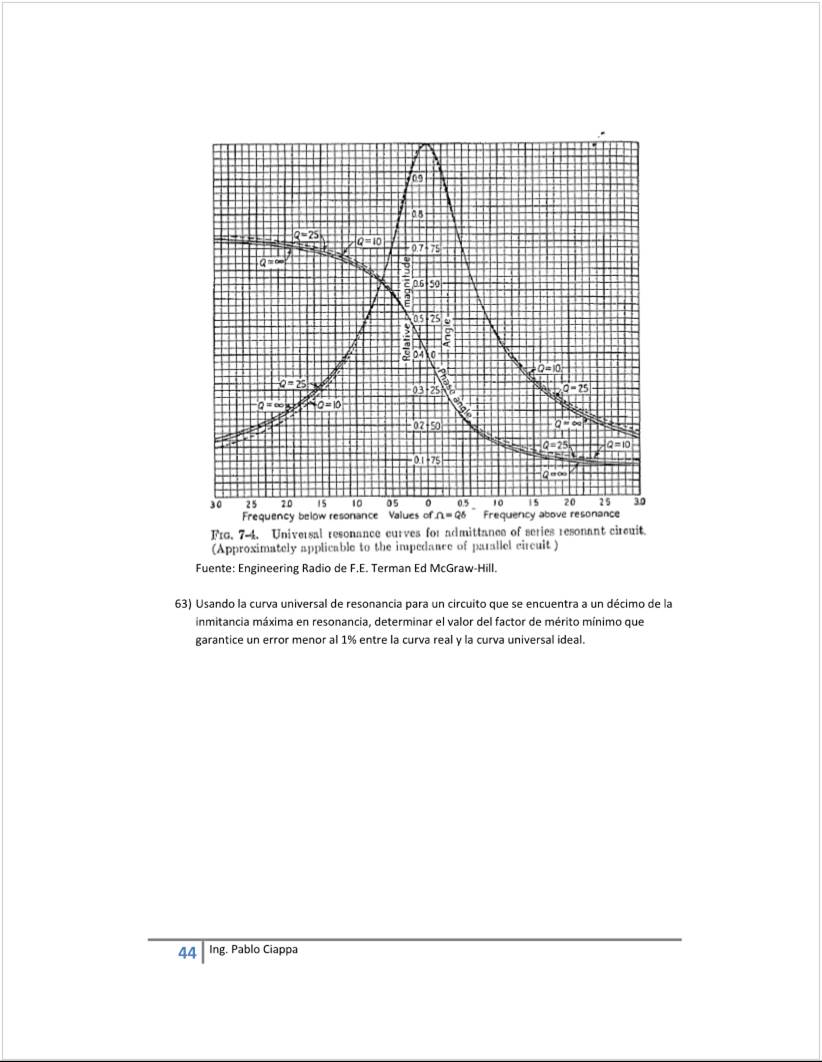 0.9
0.8
Q=25
Q=10
0.7 75
Q=∞
0.6 50
Relative magnitude
0.5 25
Angle
0.4 0
Q=10
Phase angle
Q=25
Q=25
0.3 25
Q=∞
Q=10
0.2 50
Q=∞
Q=25
Q=10
0.1 75
Q=∞
3.0 2.5 2.0 1.5 1.0 0.5 0 0.5 1.0 1.5 2.0 2.5 3.0
Frequency below resonance Values of n=Qδ Frequency above resonance
FIG. 7-4. Universal resonance curves for admittance of series resonant circuit.
(Approximately applicable to the impedance of parallel circuit)
Fuente: Engineering Radio de F.E. Terman Ed McGraw-Hill.
63) Usando la curva universal de resonancia para un circuito que se encuentra a un décimo de la
inmitancia máxima en resonancia, determinar el valor del factor de mérito mínimo que
garantice un error menor al 1% entre la curva real y la curva universal ideal.
44 Ing. Pablo Ciappa